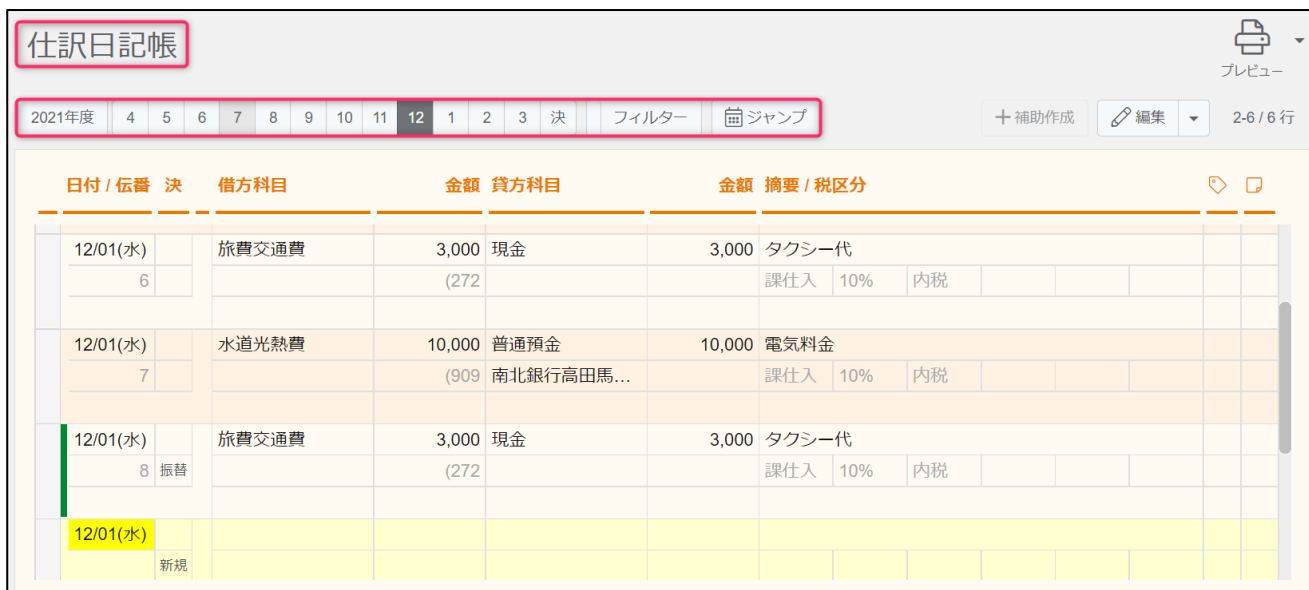 仕訳日記帳
プレビュー
2021年度 4 5 6 7 8 9 10 11 12 1 2 3 決 フィルター ジャンプ ＋補助作成 編集 2-6 / 6 行
日付 / 伝番 決 借方科目 金額 貸方科目 金額 摘要 / 税区分
12/01(水) 旅費交通費 3,000 現金 3,000 タクシー代
6 (272 課仕入 10% 内税
12/01(水) 水道光熱費 10,000 普通預金 10,000 電気料金
7 (909 南北銀行高田馬... 課仕入 10% 内税
12/01(水) 旅費交通費 3,000 現金 3,000 タクシー代
8 振替 (272 課仕入 10% 内税
12/01(水)
新規